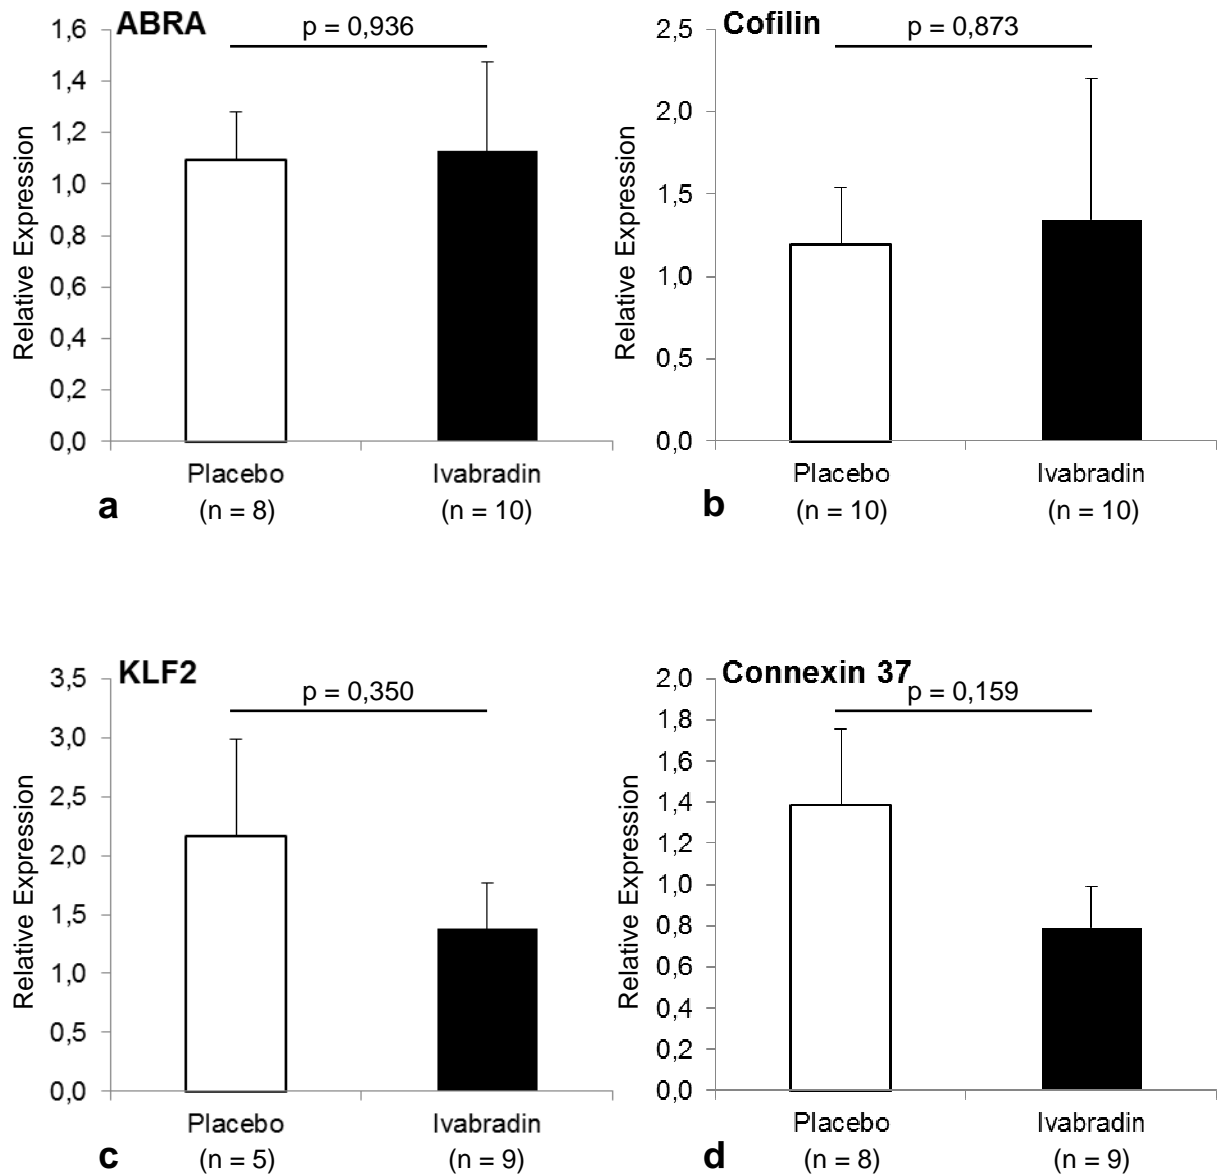 ABRA
p = 0,936
1,6
1,4
1,2
1,0
0,8
0,6
0,4
0,2
0,0
Relative Expression
Placebo Ivabradin
(n = 8) (n = 10)
a
Cofilin
p = 0,873
2,5
2,0
1,5
1,0
0,5
0,0
Relative Expression
Placebo Ivabradin
(n = 10) (n = 10)
b
KLF2
p = 0,350
3,5
3,0
2,5
2,0
1,5
1,0
0,5
0,0
Relative Expression
Placebo Ivabradin
(n = 5) (n = 9)
c
Connexin 37
p = 0,159
2,0
1,8
1,6
1,4
1,2
1,0
0,8
0,6
0,4
0,2
0,0
Relative Expression
Placebo Ivabradin
(n = 8) (n = 9)
d